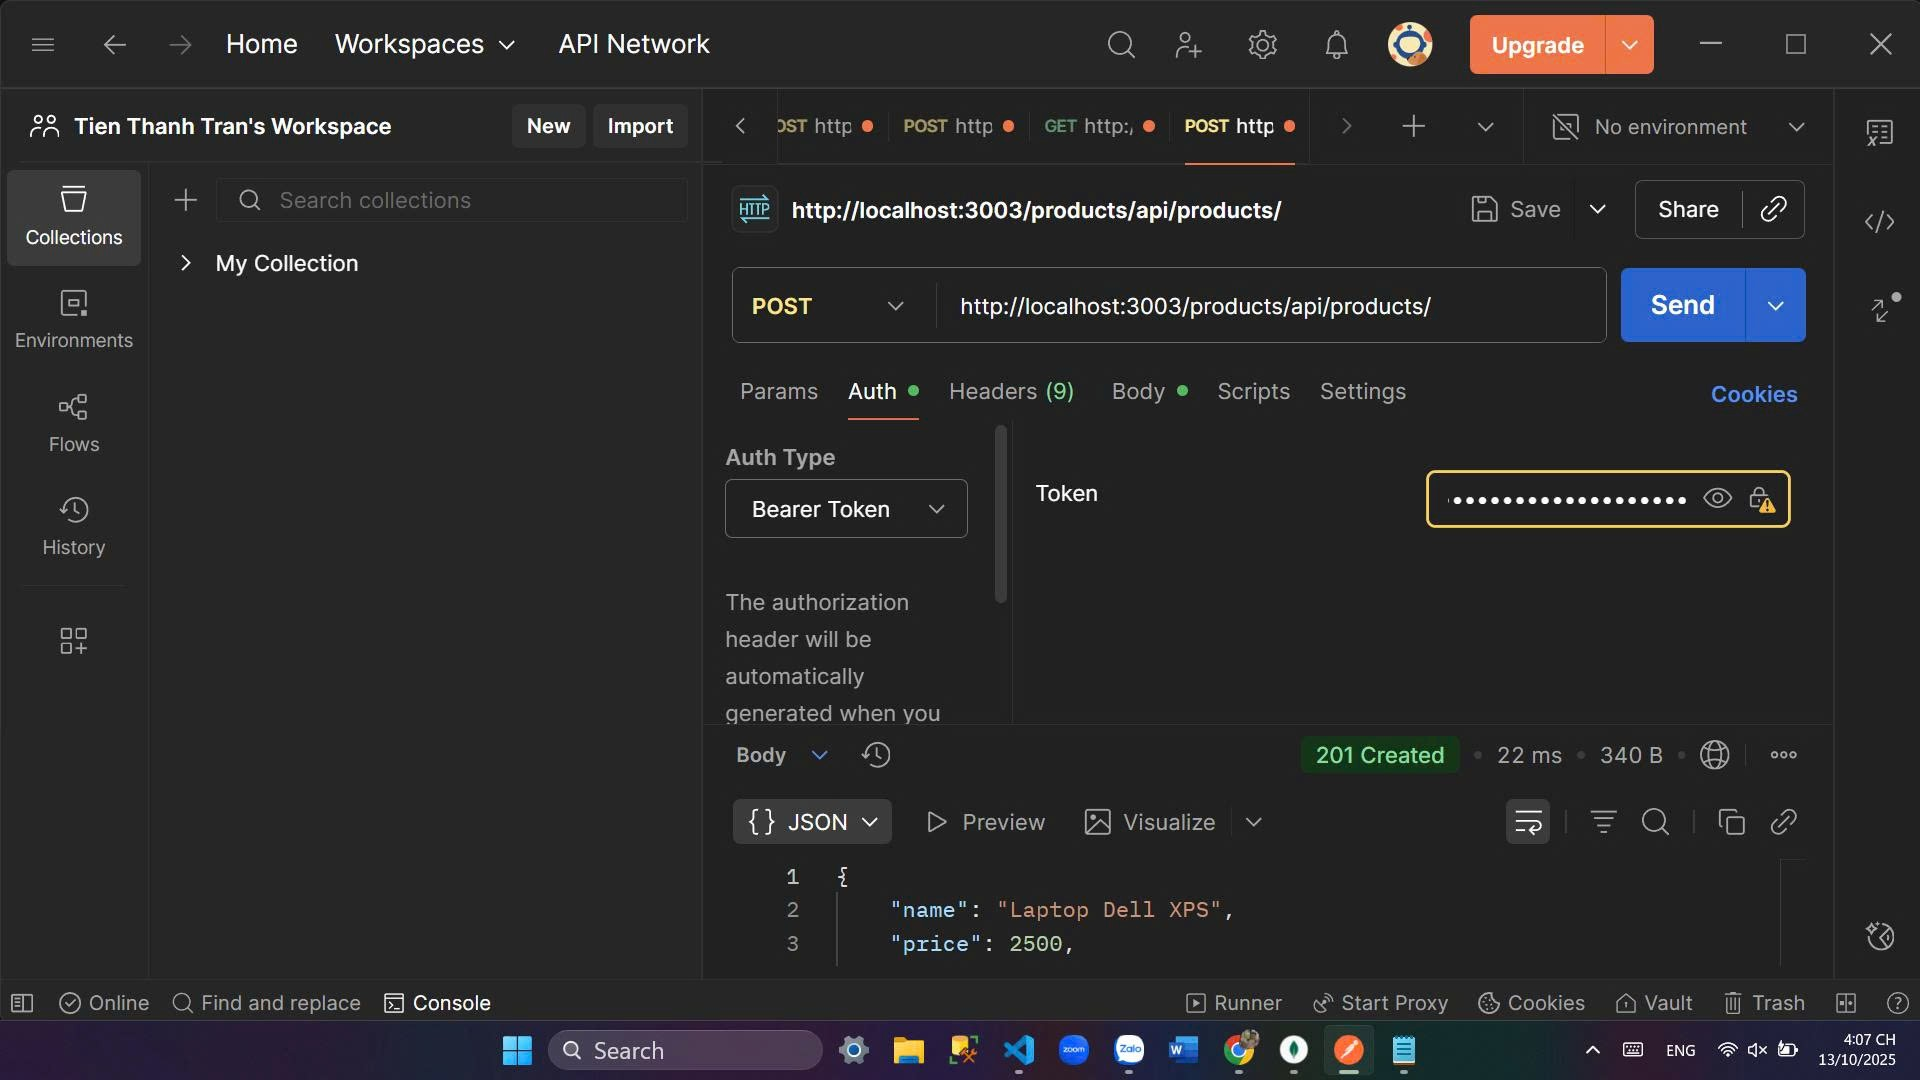 Home Workspaces API Network Upgrade
Tien Thanh Tran's Workspace New Import
OST http POST http GET http:/ POST http No environment
Collections
Search collections
My Collection
Environments
Flows
History
HTTP http://localhost:3003/products/api/products/ Save Share
POST http://localhost:3003/products/api/products/ Send
Params Auth Headers (9) Body Scripts Settings Cookies
Auth Type
Bearer Token
Token
The authorization
header will be
automatically
generated when you
Body 201 Created 22 ms 340 B
{} JSON Preview Visualize
1 {
2 "name": "Laptop Dell XPS",
3 "price": 2500,
Online Find and replace Console Runner Start Proxy Cookies Vault Trash
Search zoom Zalo W ENG 4:07 CH
13/10/2025